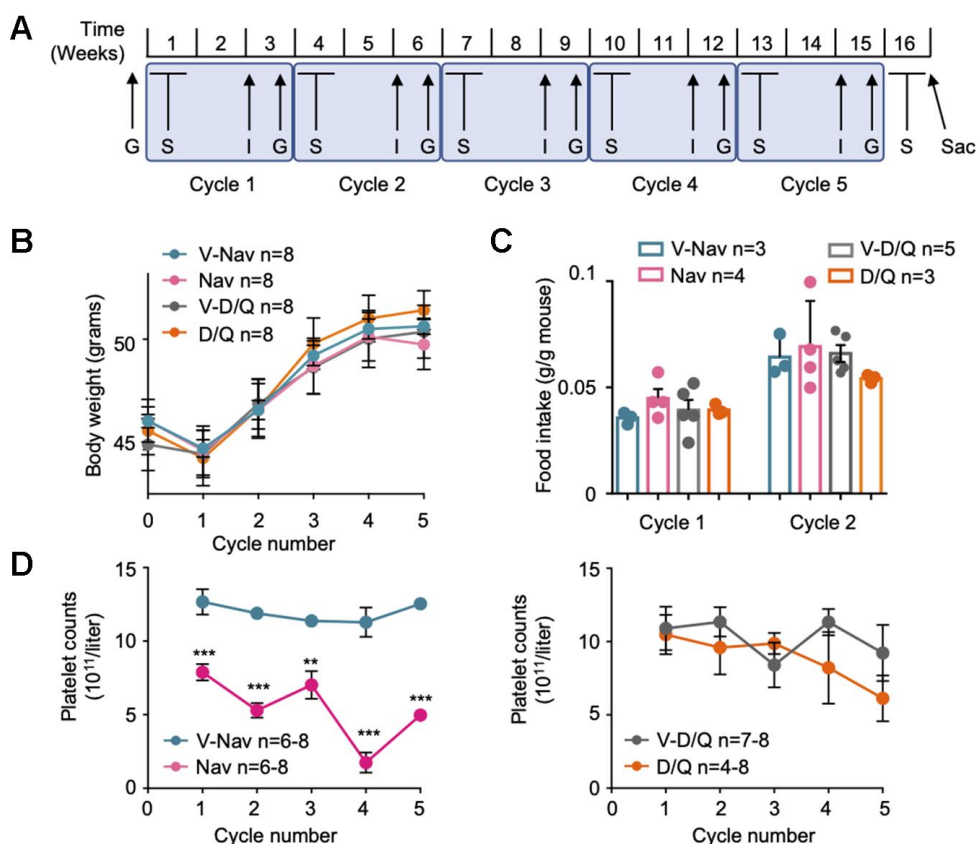 A
Time
(Weeks)
1 2 3 4 5 6 7 8 9 10 11 12 13 14 15 16
G S I G S I G S I G S I G S I G S Sac
Cycle 1 Cycle 2 Cycle 3 Cycle 4 Cycle 5
B
V-Nav n=8
Nav n=8
V-D/Q n=8
D/Q n=8
Body weight (grams)
50
45
0 1 2 3 4 5
Cycle number
C
V-Nav n=3 V-D/Q n=5
Nav n=4 D/Q n=3
Food intake (g/g mouse)
0.1
0.05
0
Cycle 1 Cycle 2
D
Platelet counts
(10¹¹/liter)
15
10
5
0
*** *** ** *** ***
V-Nav n=6-8
Nav n=6-8
0 1 2 3 4 5
Cycle number
Platelet counts
(10¹¹/liter)
15
10
5
0
V-D/Q n=7-8
D/Q n=4-8
0 1 2 3 4 5
Cycle number